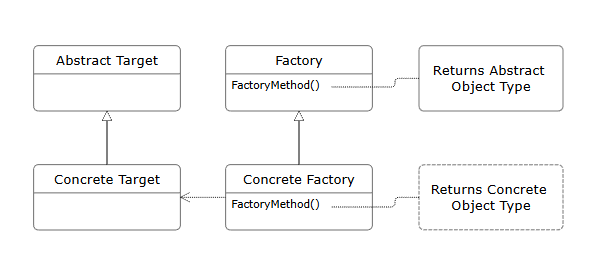 Abstract Target
Factory
FactoryMethod()
Returns Abstract
Object Type
Concrete Target
Concrete Factory
FactoryMethod()
Returns Concrete
Object Type